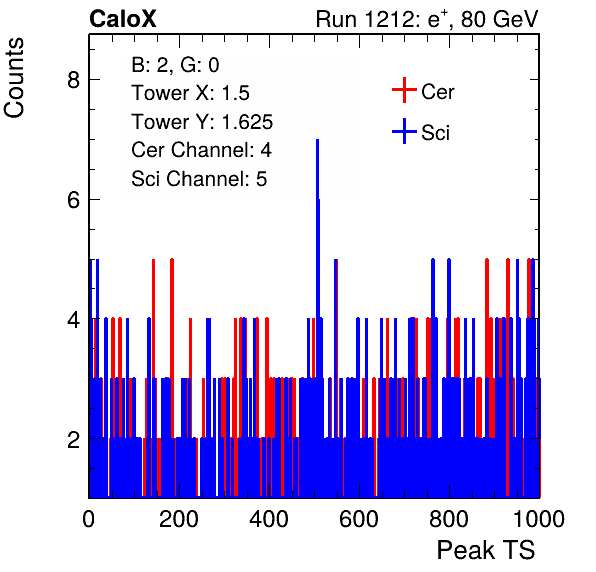 CaloX Run 1212: e⁺, 80 GeV
Counts
B: 2, G: 0
Tower X: 1.5
Tower Y: 1.625
Cer Channel: 4
Sci Channel: 5
Cer
Sci
8
6
4
2
0 200 400 600 800 1000
Peak TS